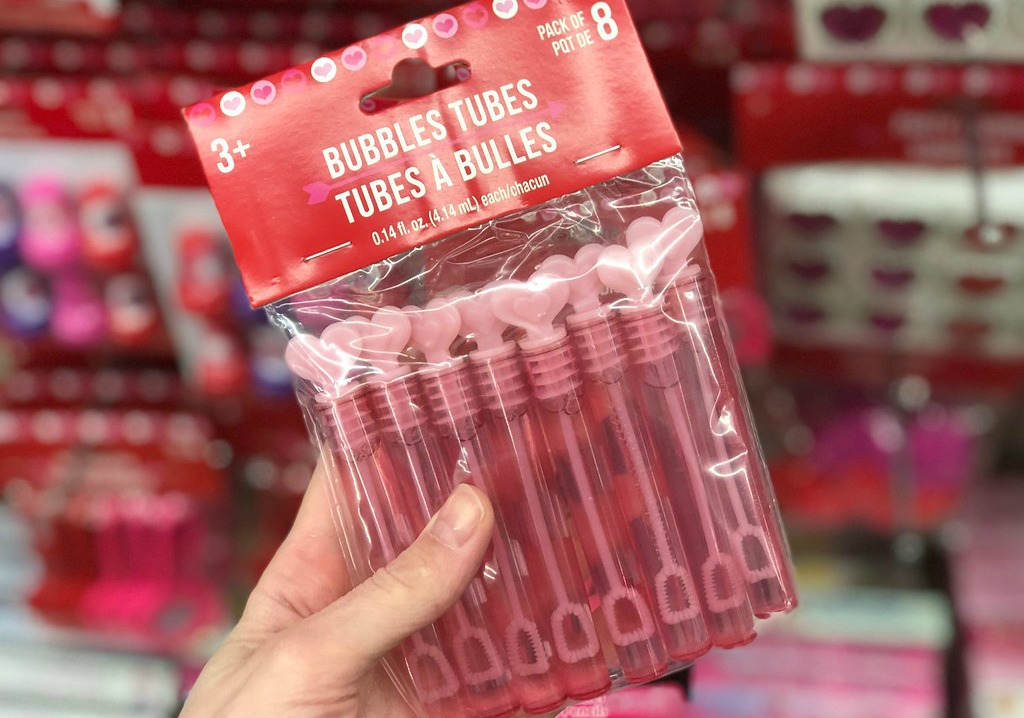 PACK OF 8
PQT DE
3+
BUBBLES TUBES
TUBES À BULLES
0.14 fl. oz. (4.14 mL) each/chacun